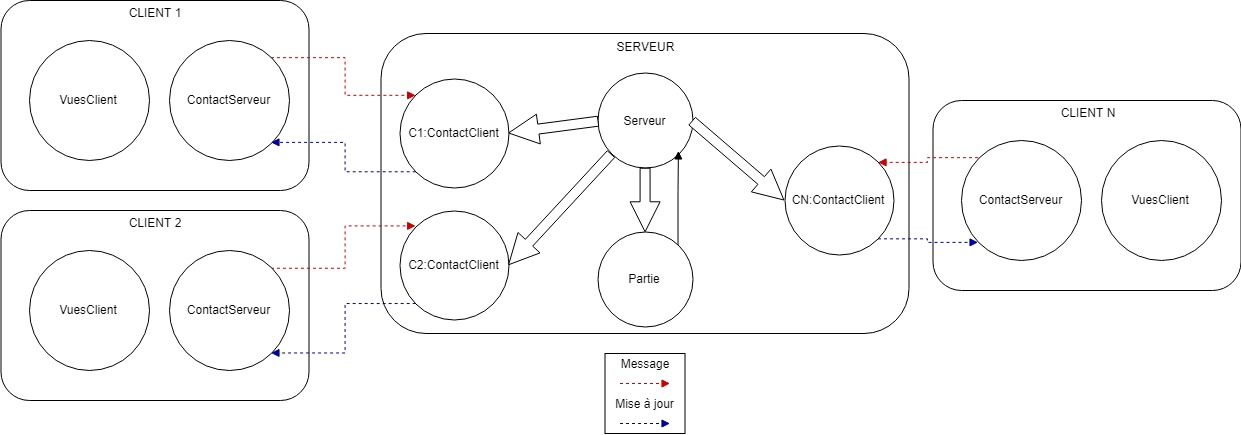 CLIENT 1
VuesClient
ContactServeur
CLIENT 2
VuesClient
ContactServeur
SERVEUR
C1:ContactClient
Serveur
C2:ContactClient
Partie
CN:ContactClient
CLIENT N
ContactServeur
VuesClient
Message
Mise à jour